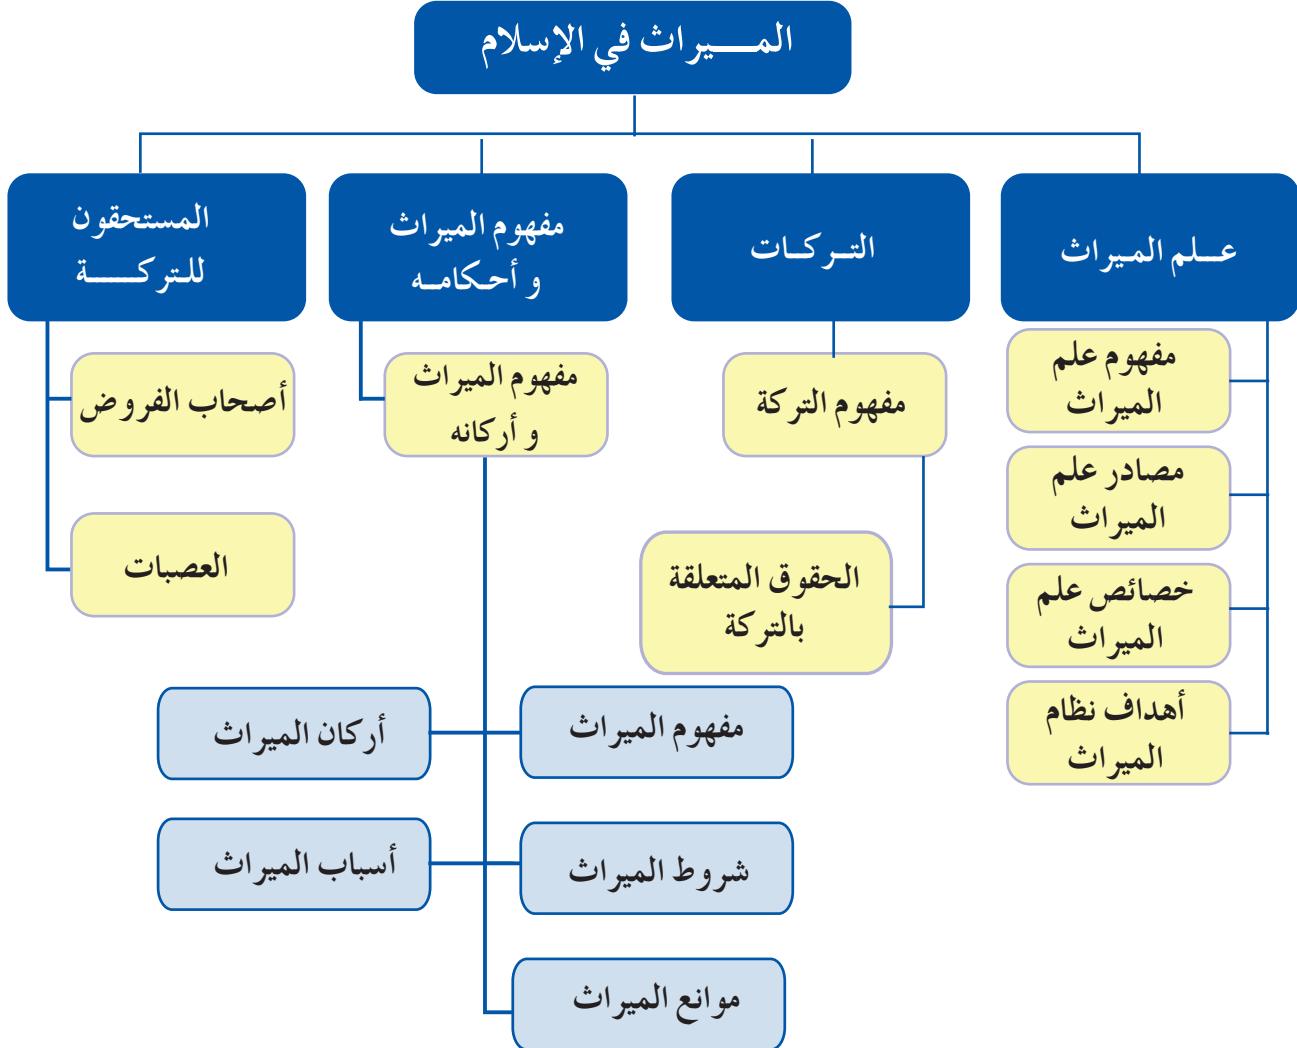 الميراث في الإسلام
علم الميراث
مفهوم علم
الميراث
مصادر علم
الميراث
خصائص علم
الميراث
أهداف نظام
الميراث
التركات
مفهوم التركة
الحقوق المتعلقة
بالتركة
مفهوم الميراث
و أحكامه
مفهوم الميراث
و أركانه
مفهوم الميراث
أركان الميراث
شروط الميراث
أسباب الميراث
موانع الميراث
المستحقون
للتركة
أصحاب الفروض
العصبات